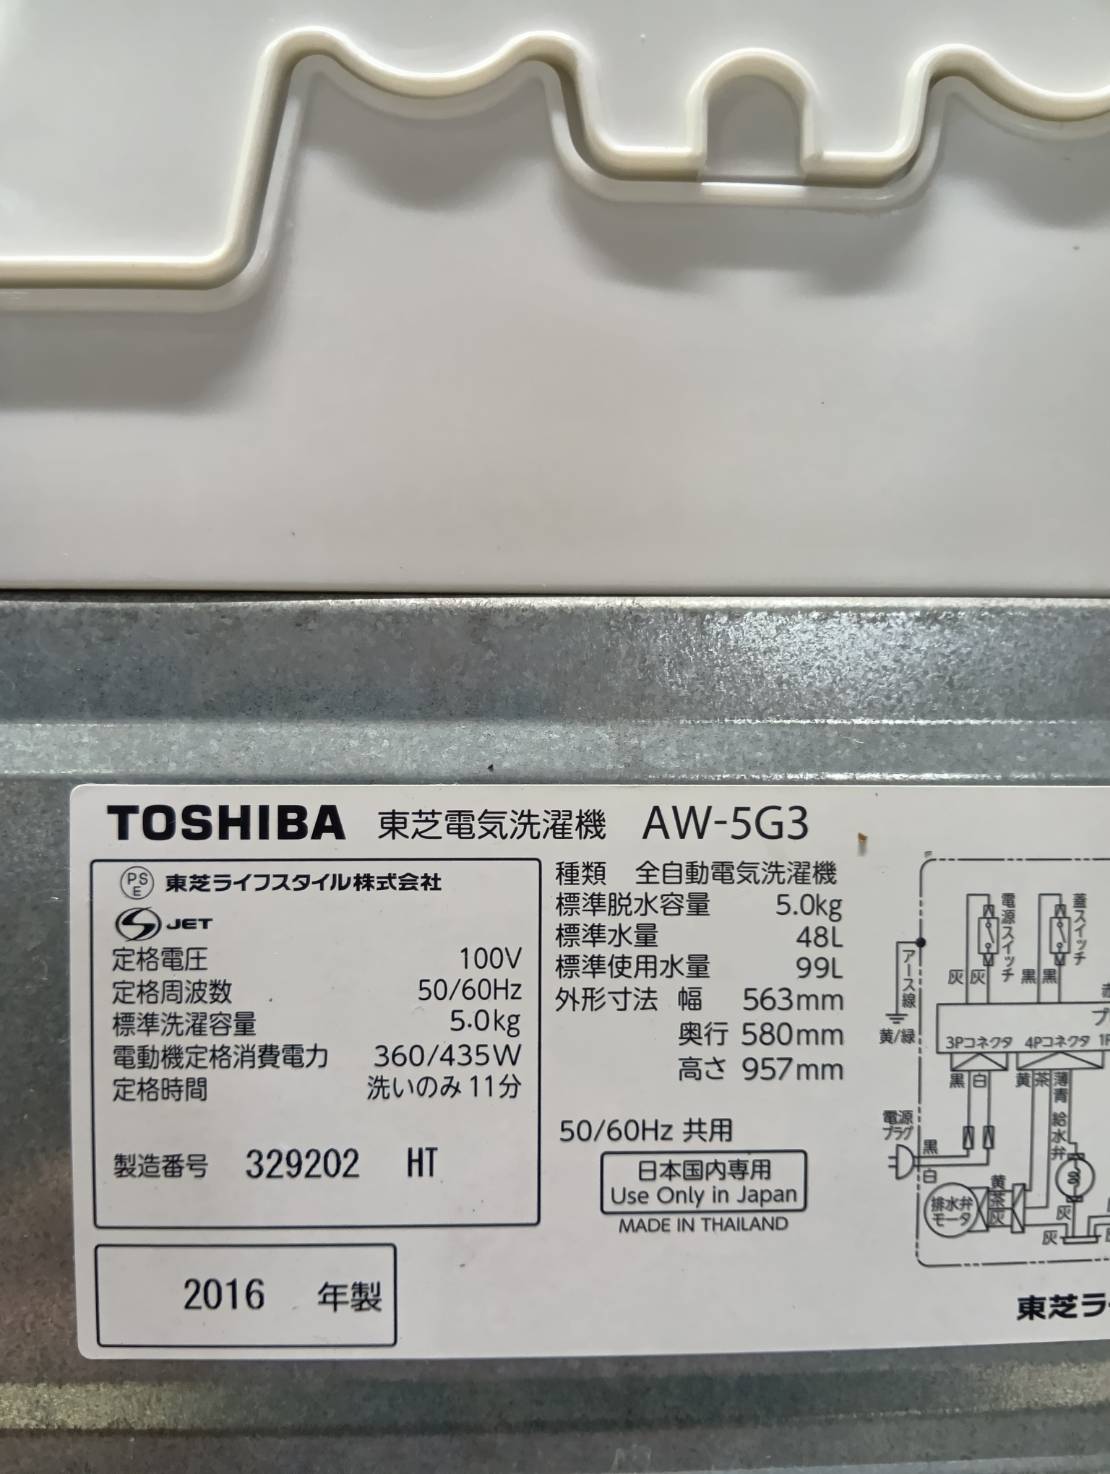 TOSHIBA 東芝電気洗濯機 AW-5G3
PS
E
東芝ライフスタイル株式会社
S JET
定格電圧 100V
定格周波数 50/60Hz
標準洗濯容量 5.0kg
電動機定格消費電力 360/435W
定格時間 洗いのみ 11分
製造番号 329202 HT
2016 年製
種類 全自動電気洗濯機
標準脱水容量 5.0kg
標準水量 48L
標準使用水量 99L
外形寸法 幅 563mm
奥行 580mm
高さ 957mm
50/60Hz 共用
日本国内専用
Use Only in Japan
MADE IN THAILAND
電源スイッチ
蓋スイッチ
アース線
灰 灰 黒 黒
黄/緑
3Pコネクタ 4Pコネクタ
黒 白 黄 茶 薄青
給水弁
電源
プラグ
黒
白
排水弁
モータ
黄
茶
灰
灰
灰
東芝ラ